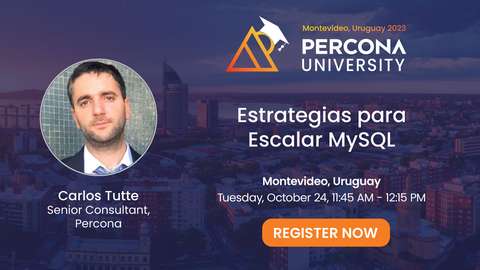 Montevideo, Uruguay 2023
PERCONA
UNIVERSITY
Estrategias para
Escalar MySQL
Carlos Tutte
Senior Consultant,
Percona
Montevideo, Uruguay
Tuesday, October 24, 11:45 AM - 12:15 PM
REGISTER NOW